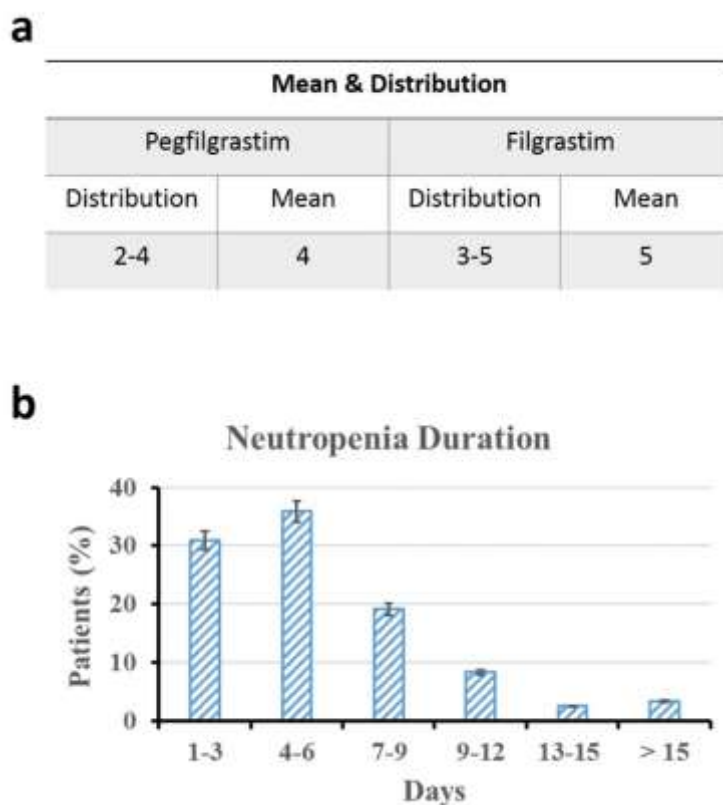 a
Mean & Distribution
Pegfilgrastim Filgrastim
Distribution Mean Distribution Mean
2-4 4 3-5 5
b
Neutropenia Duration
Patients (%)
40
30
20
10
0
1-3 4-6 7-9 9-12 13-15 > 15
Days